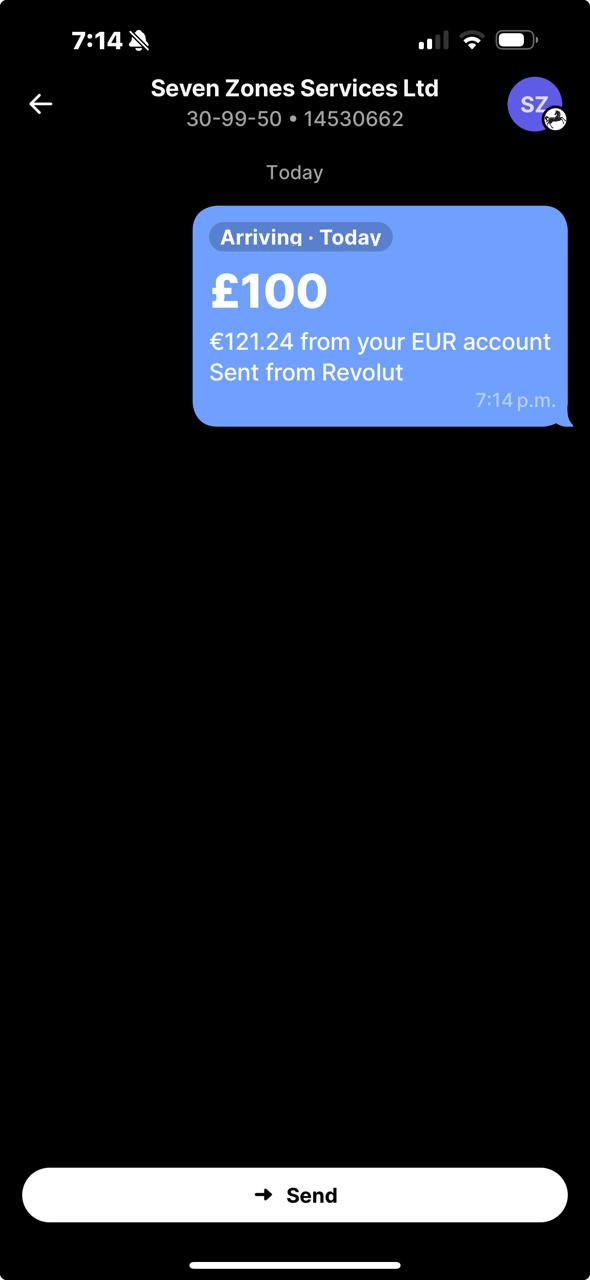 7:14
Seven Zones Services Ltd
30-99-50 • 14530662
SZ
Today
Arriving · Today
£100
€121.24 from your EUR account
Sent from Revolut
7:14 p.m.
Send